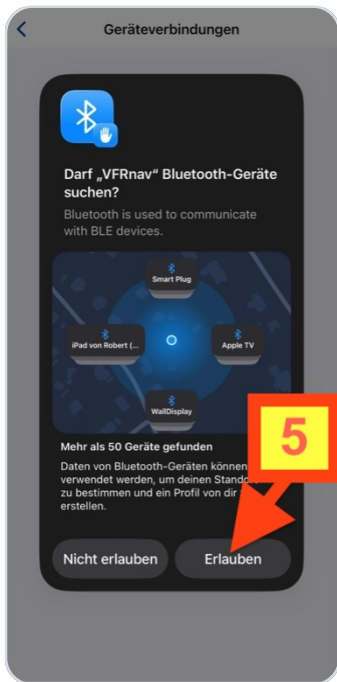 Geräteverbindungen
Darf „VFRnav“ Bluetooth-Geräte
suchen?
Bluetooth is used to communicate
with BLE devices.
Smart Plug
iPad von Robert (...
Apple TV
WallDisplay
Mehr als 50 Geräte gefunden
Daten von Bluetooth-Geräten können
verwendet werden, um deinen Stando
zu bestimmen und ein Profil von dir
erstellen.
5
Nicht erlauben
Erlauben